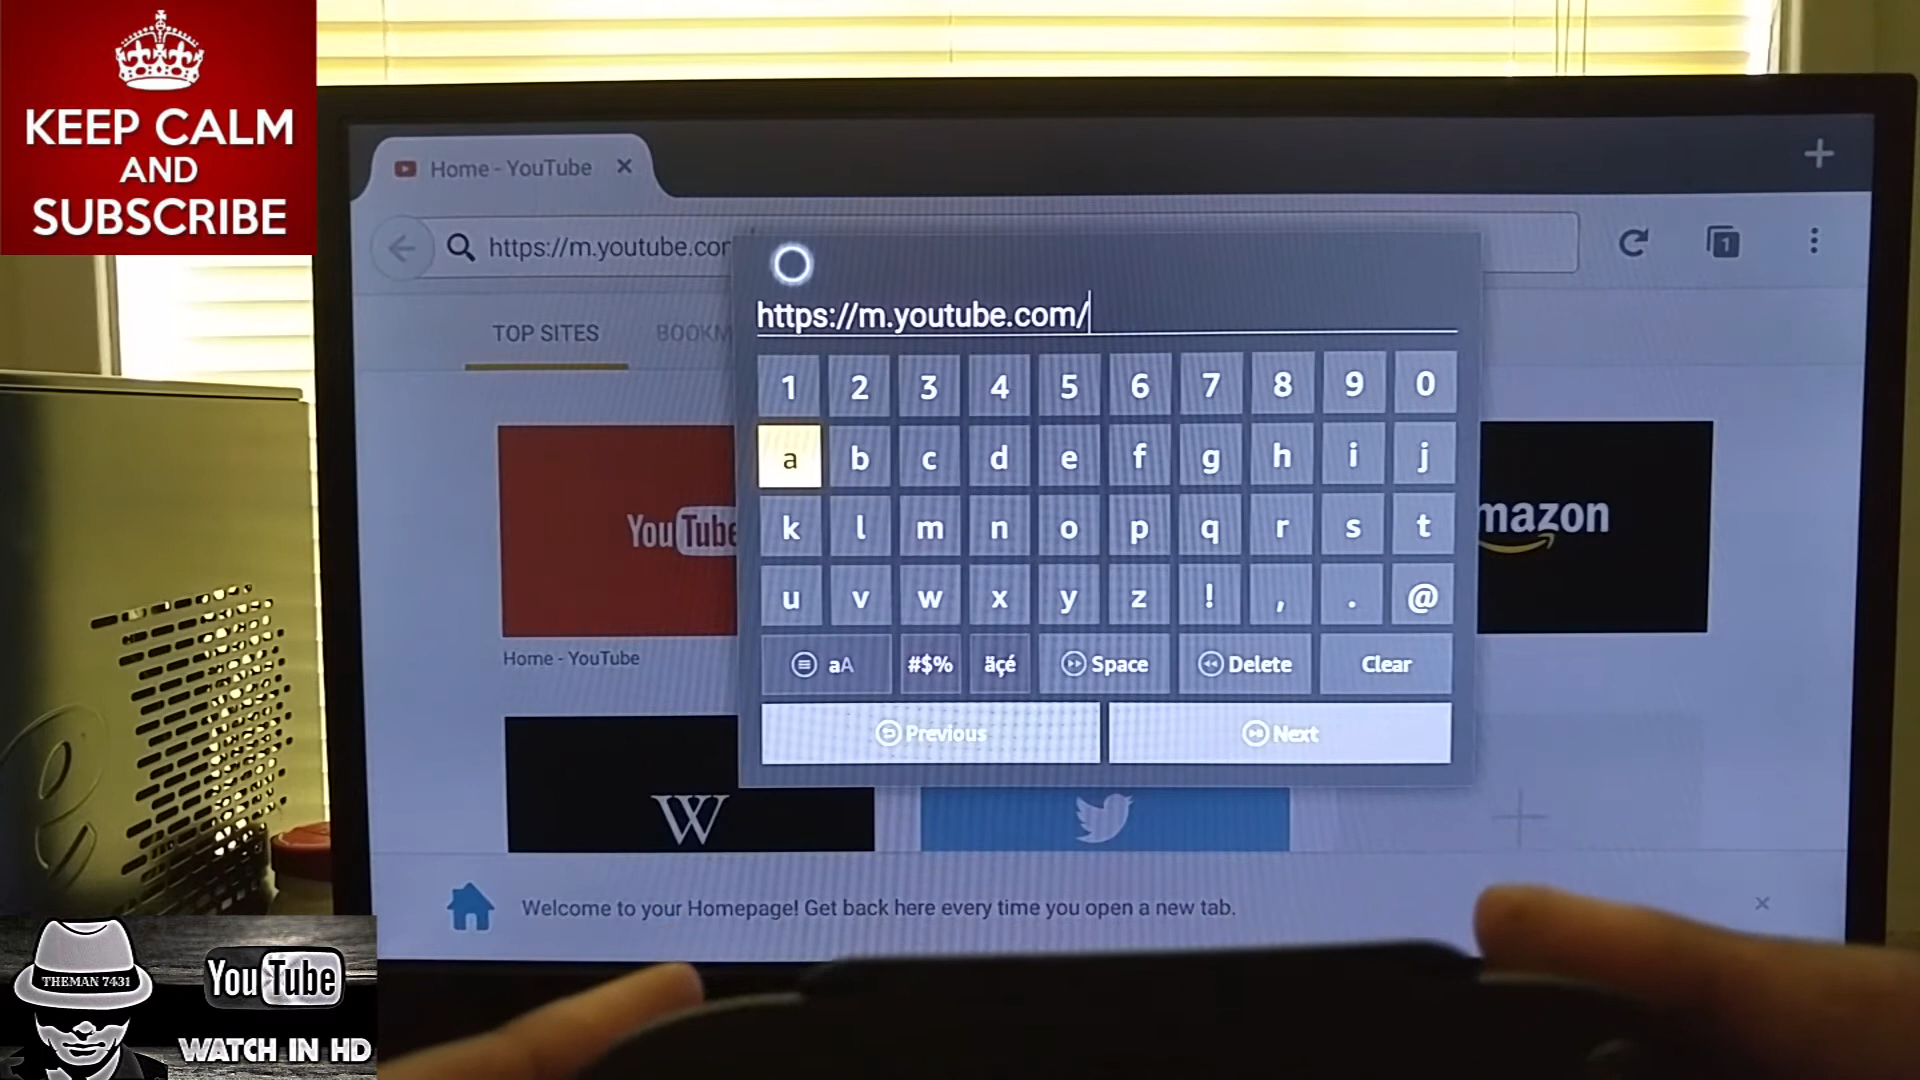 KEEP CALM
AND
SUBSCRIBE
Home - YouTube
https://m.youtube.com
1
https://m.youtube.com/
TOP SITES
1 2 3 4 5 6 7 8 9 0
a b c d e f g h i j
k l m n o p q r s t
u v w x y z ! , . @
aA #$% äçé Space Delete Clear
Previous Next
YouTube
mazon
Home - YouTube
W
Welcome to your Homepage! Get back here every time you open a new tab.
THEMAN 7431
YouTube
WATCH IN HD